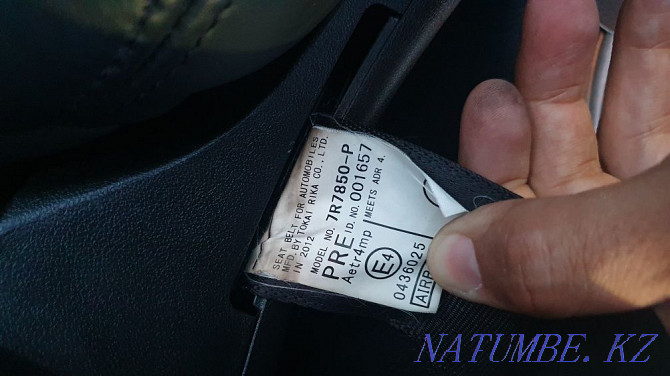 SEAT BELT FOR AUTOMOBILES
MFD. BY TOKAI RIKA CO., LTD.
IN 2012
MODEL NO. 7R7850-P
PRE ID. NO. 001657
Aetr4mp MEETS ADR 4.
E4
0436025
AIRB
NATUMBE. KZ